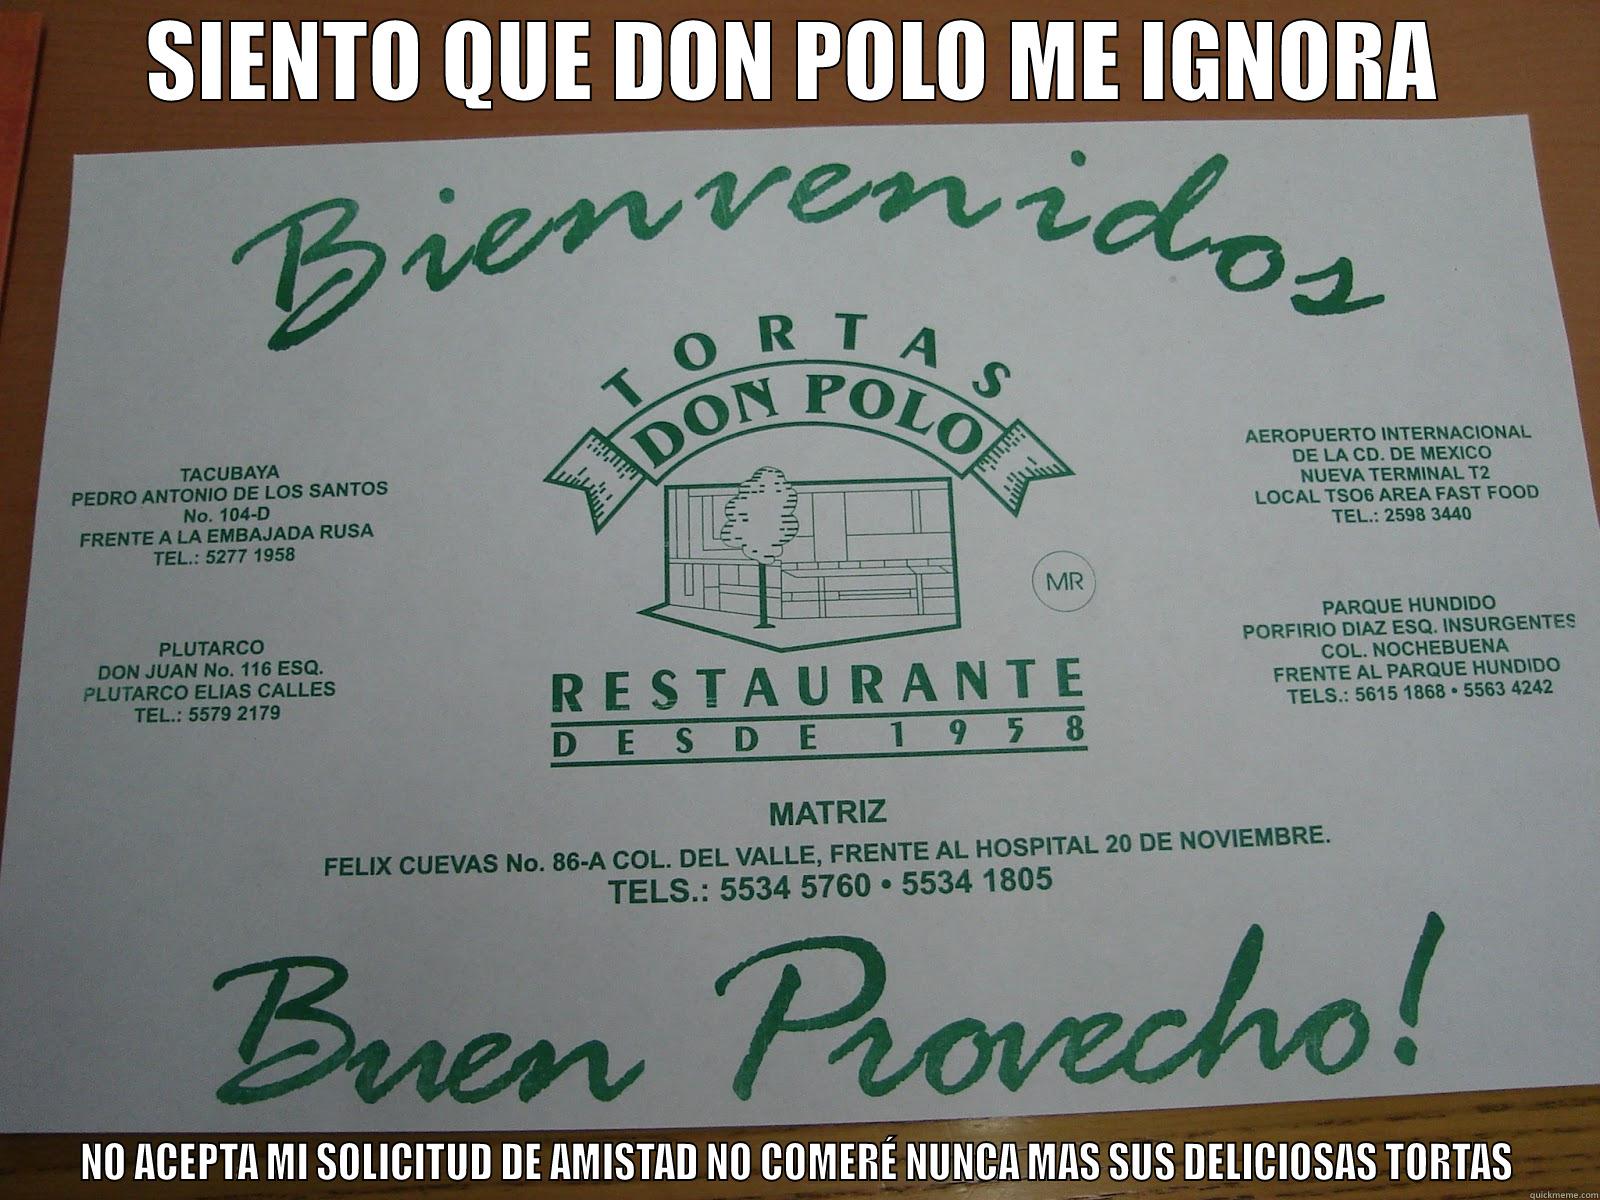 SIENTO QUE DON POLO ME IGNORA
Bienvenidos
TORTAS
DON POLO
TACUBAYA
PEDRO ANTONIO DE LOS SANTOS
No. 104-D
FRENTE A LA EMBAJADA RUSA
TEL.: 5277 1958
PLUTARCO
DON JUAN No. 116 ESQ.
PLUTARCO ELIAS CALLES
TEL.: 5579 2179
AEROPUERTO INTERNACIONAL
DE LA CD. DE MEXICO
NUEVA TERMINAL T2
LOCAL TSO6 AREA FAST FOOD
TEL.: 2598 3440
MR
PARQUE HUNDIDO
PORFIRIO DIAZ ESQ. INSURGENTES
COL. NOCHEBUENA
FRENTE AL PARQUE HUNDIDO
TELS.: 5615 1868 • 5563 4242
RESTAURANTE
DESDE 1958
MATRIZ
FELIX CUEVAS No. 86-A COL. DEL VALLE, FRENTE AL HOSPITAL 20 DE NOVIEMBRE.
TELS.: 5534 5760 • 5534 1805
Buen Provecho!
NO ACEPTA MI SOLICITUD DE AMISTAD NO COMERÉ NUNCA MAS SUS DELICIOSAS TORTAS
quickmeme.com